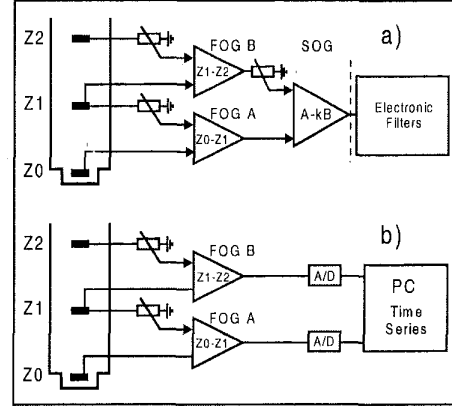 Z2 FOG B SOG a)
Z1-Z2
Z1 FOG A A-kB Electronic
Filters
Z0-Z1
Z0
Z2 b)
FOG B
Z1-Z2 A/D PC
Z1 Time
FOG A Series
Z0-Z1 A/D
Z0